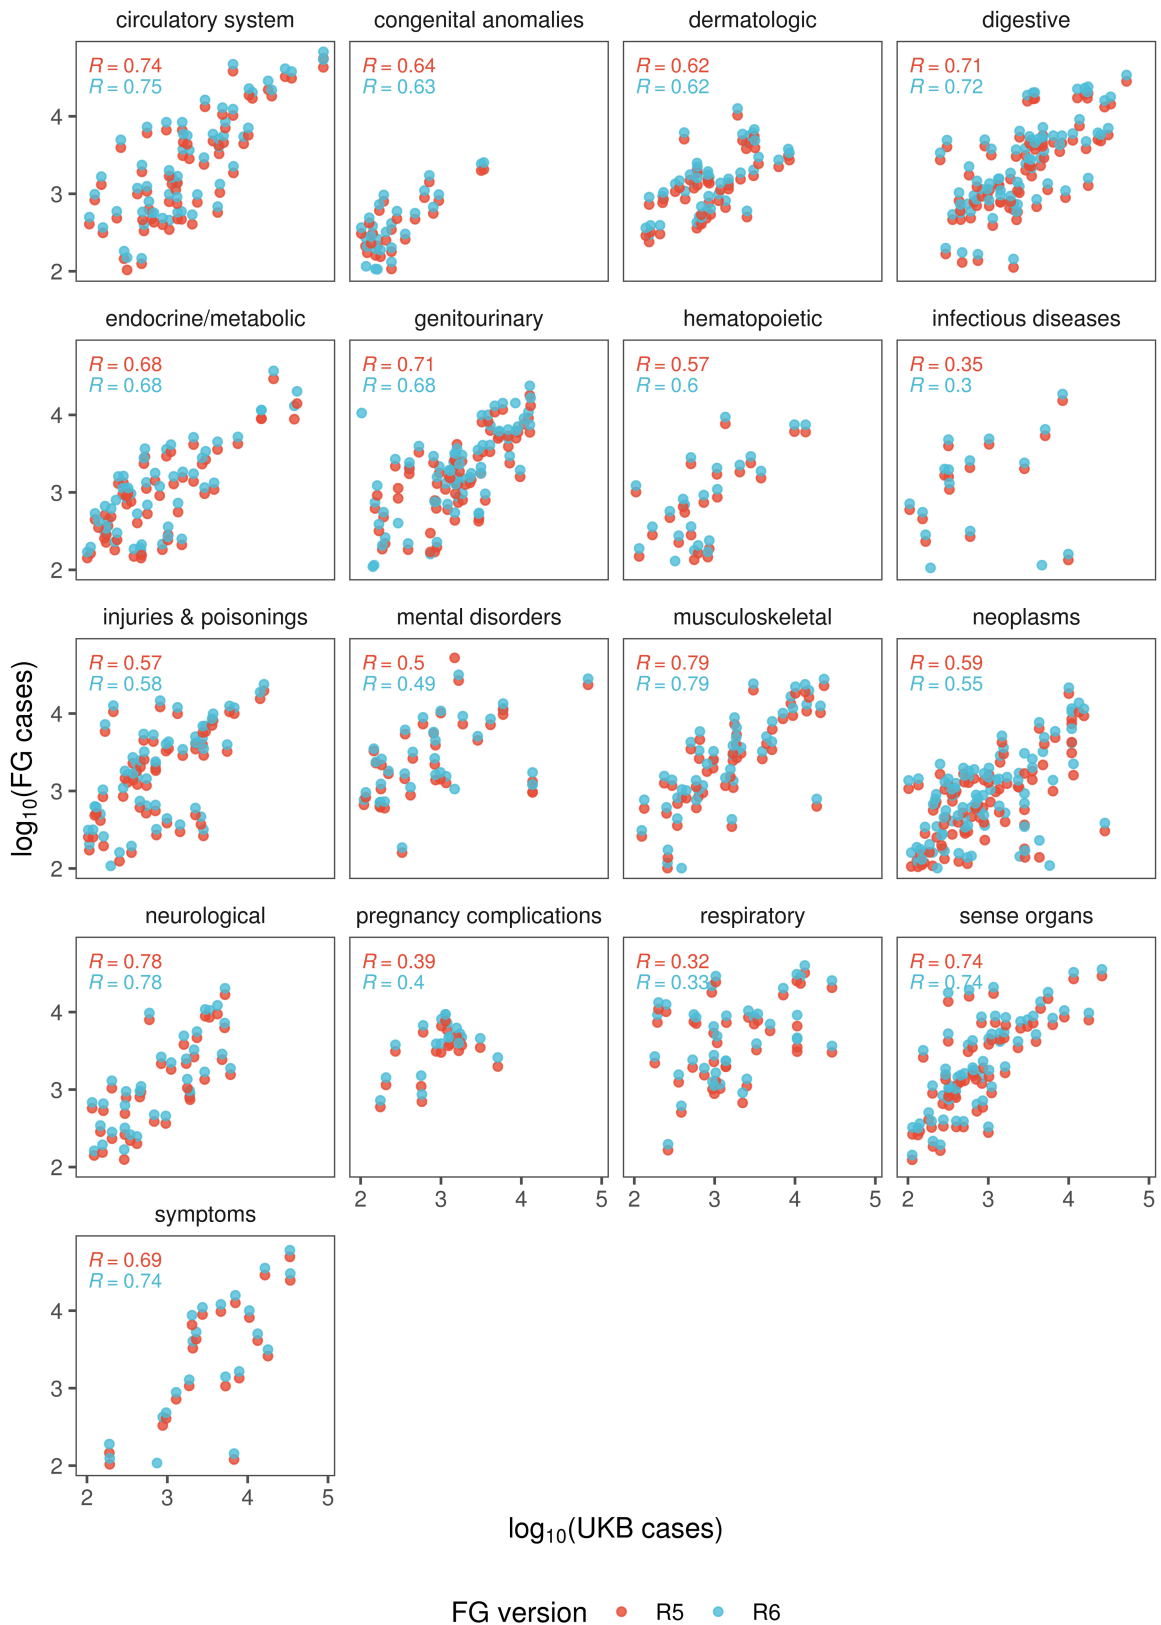 circulatory system
congenital anomalies
dermatologic
digestive
R = 0.74
R = 0.75
R = 0.64
R = 0.63
R = 0.62
R = 0.62
R = 0.71
R = 0.72
4
3
2
endocrine/metabolic
genitourinary
hematopoietic
infectious diseases
R = 0.68
R = 0.68
R = 0.71
R = 0.68
R = 0.57
R = 0.6
R = 0.35
R = 0.3
4
3
2
injuries & poisonings
mental disorders
musculoskeletal
neoplasms
R = 0.57
R = 0.58
R = 0.5
R = 0.49
R = 0.79
R = 0.79
R = 0.59
R = 0.55
4
3
2
log10(FG cases)
neurological
pregnancy complications
respiratory
sense organs
R = 0.78
R = 0.78
R = 0.39
R = 0.4
R = 0.32
R = 0.33
R = 0.74
R = 0.74
4
3
2
2 3 4 5
2 3 4 5
2 3 4 5
symptoms
R = 0.69
R = 0.74
4
3
2
2 3 4 5
log10(UKB cases)
FG version R5 R6